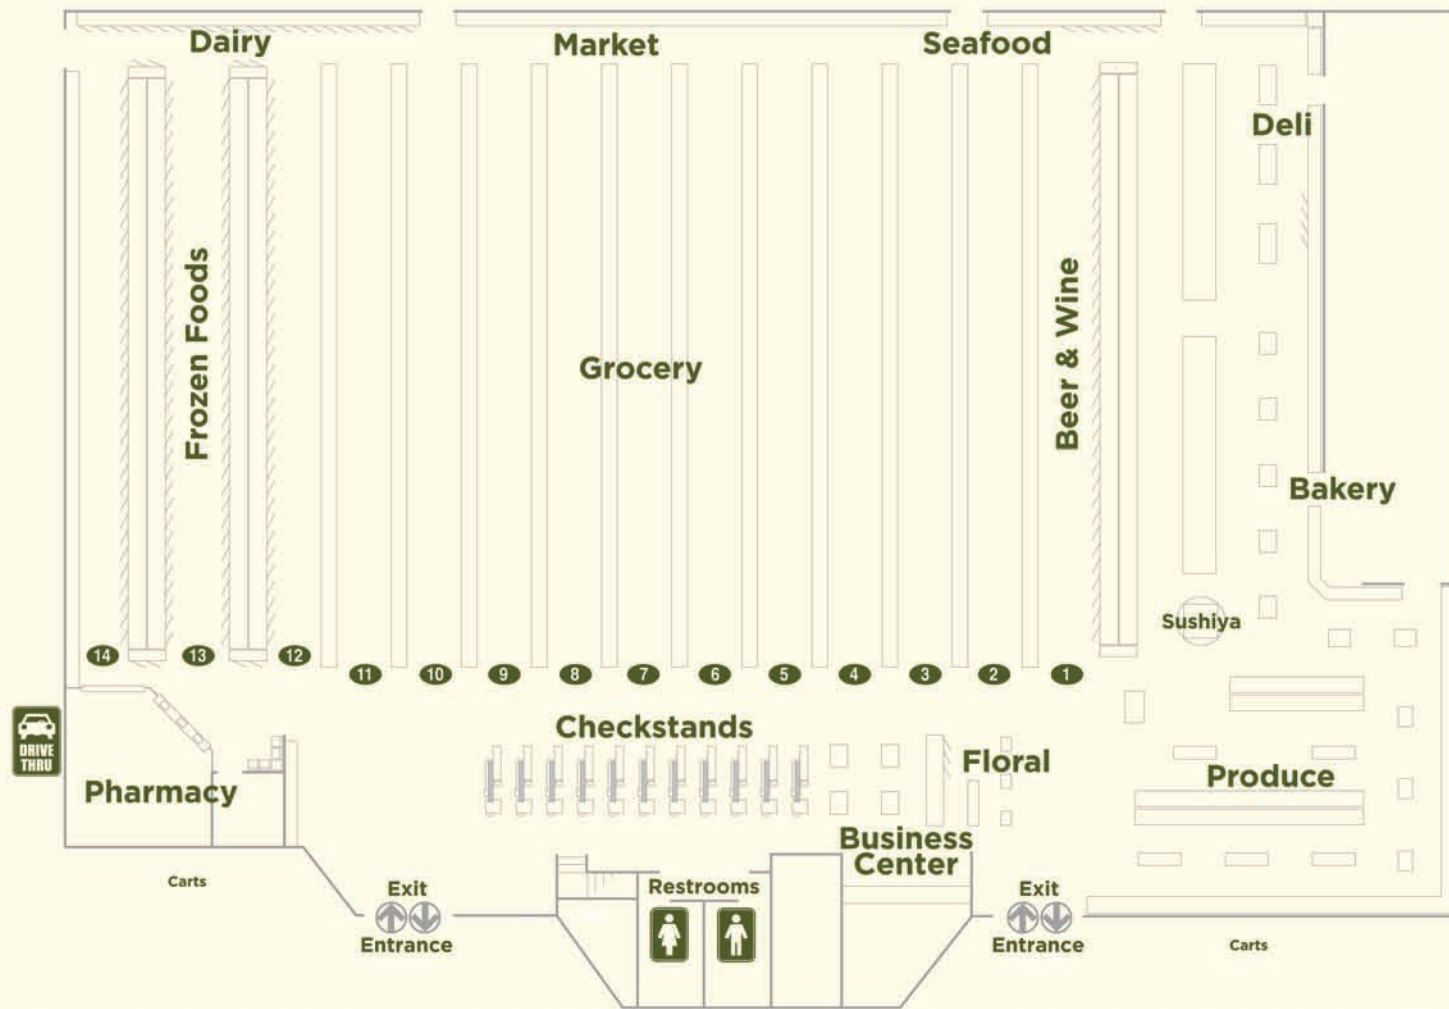 Dairy
Market
Seafood
Deli
Frozen Foods
Beer & Wine
Grocery
Bakery
Sushiya
14
13
12
11
10
9
8
7
6
5
4
3
2
1
DRIVE
THRU
Checkstands
Floral
Pharmacy
Produce
Business
Center
Carts
Exit
Entrance
Restrooms
Exit
Entrance
Carts